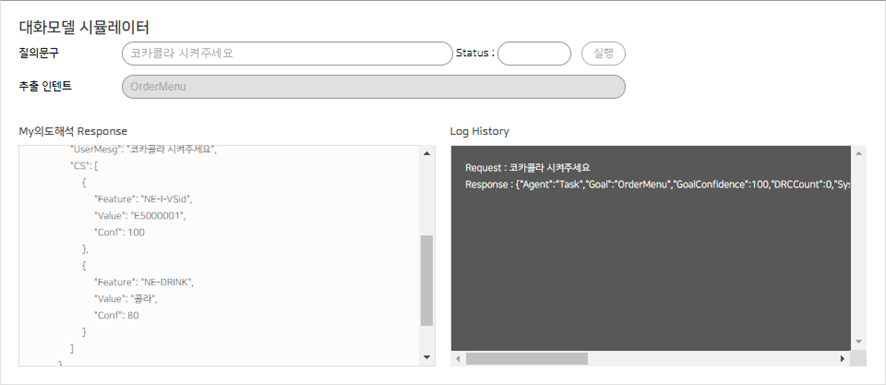 대화모델 시뮬레이터
질의문구 코카콜라 시켜주세요 Status : 실행
추출 인텐트 OrderMenu
My의도해석 Response
"UserMesg": "코카콜라 시켜주세요",
"CS": [
{
"Feature": "NE-I-VSid",
"Value": "E5000001",
"Conf": 100
},
{
"Feature": "NE-DRINK",
"Value": "콜라",
"Conf": 80
}
]
}
Log History
Request : 코카콜라 시켜주세요
Response : {"Agent":"Task","Goal":"OrderMenu","GoalConfidence":100,"DRCCount":0,"Sys